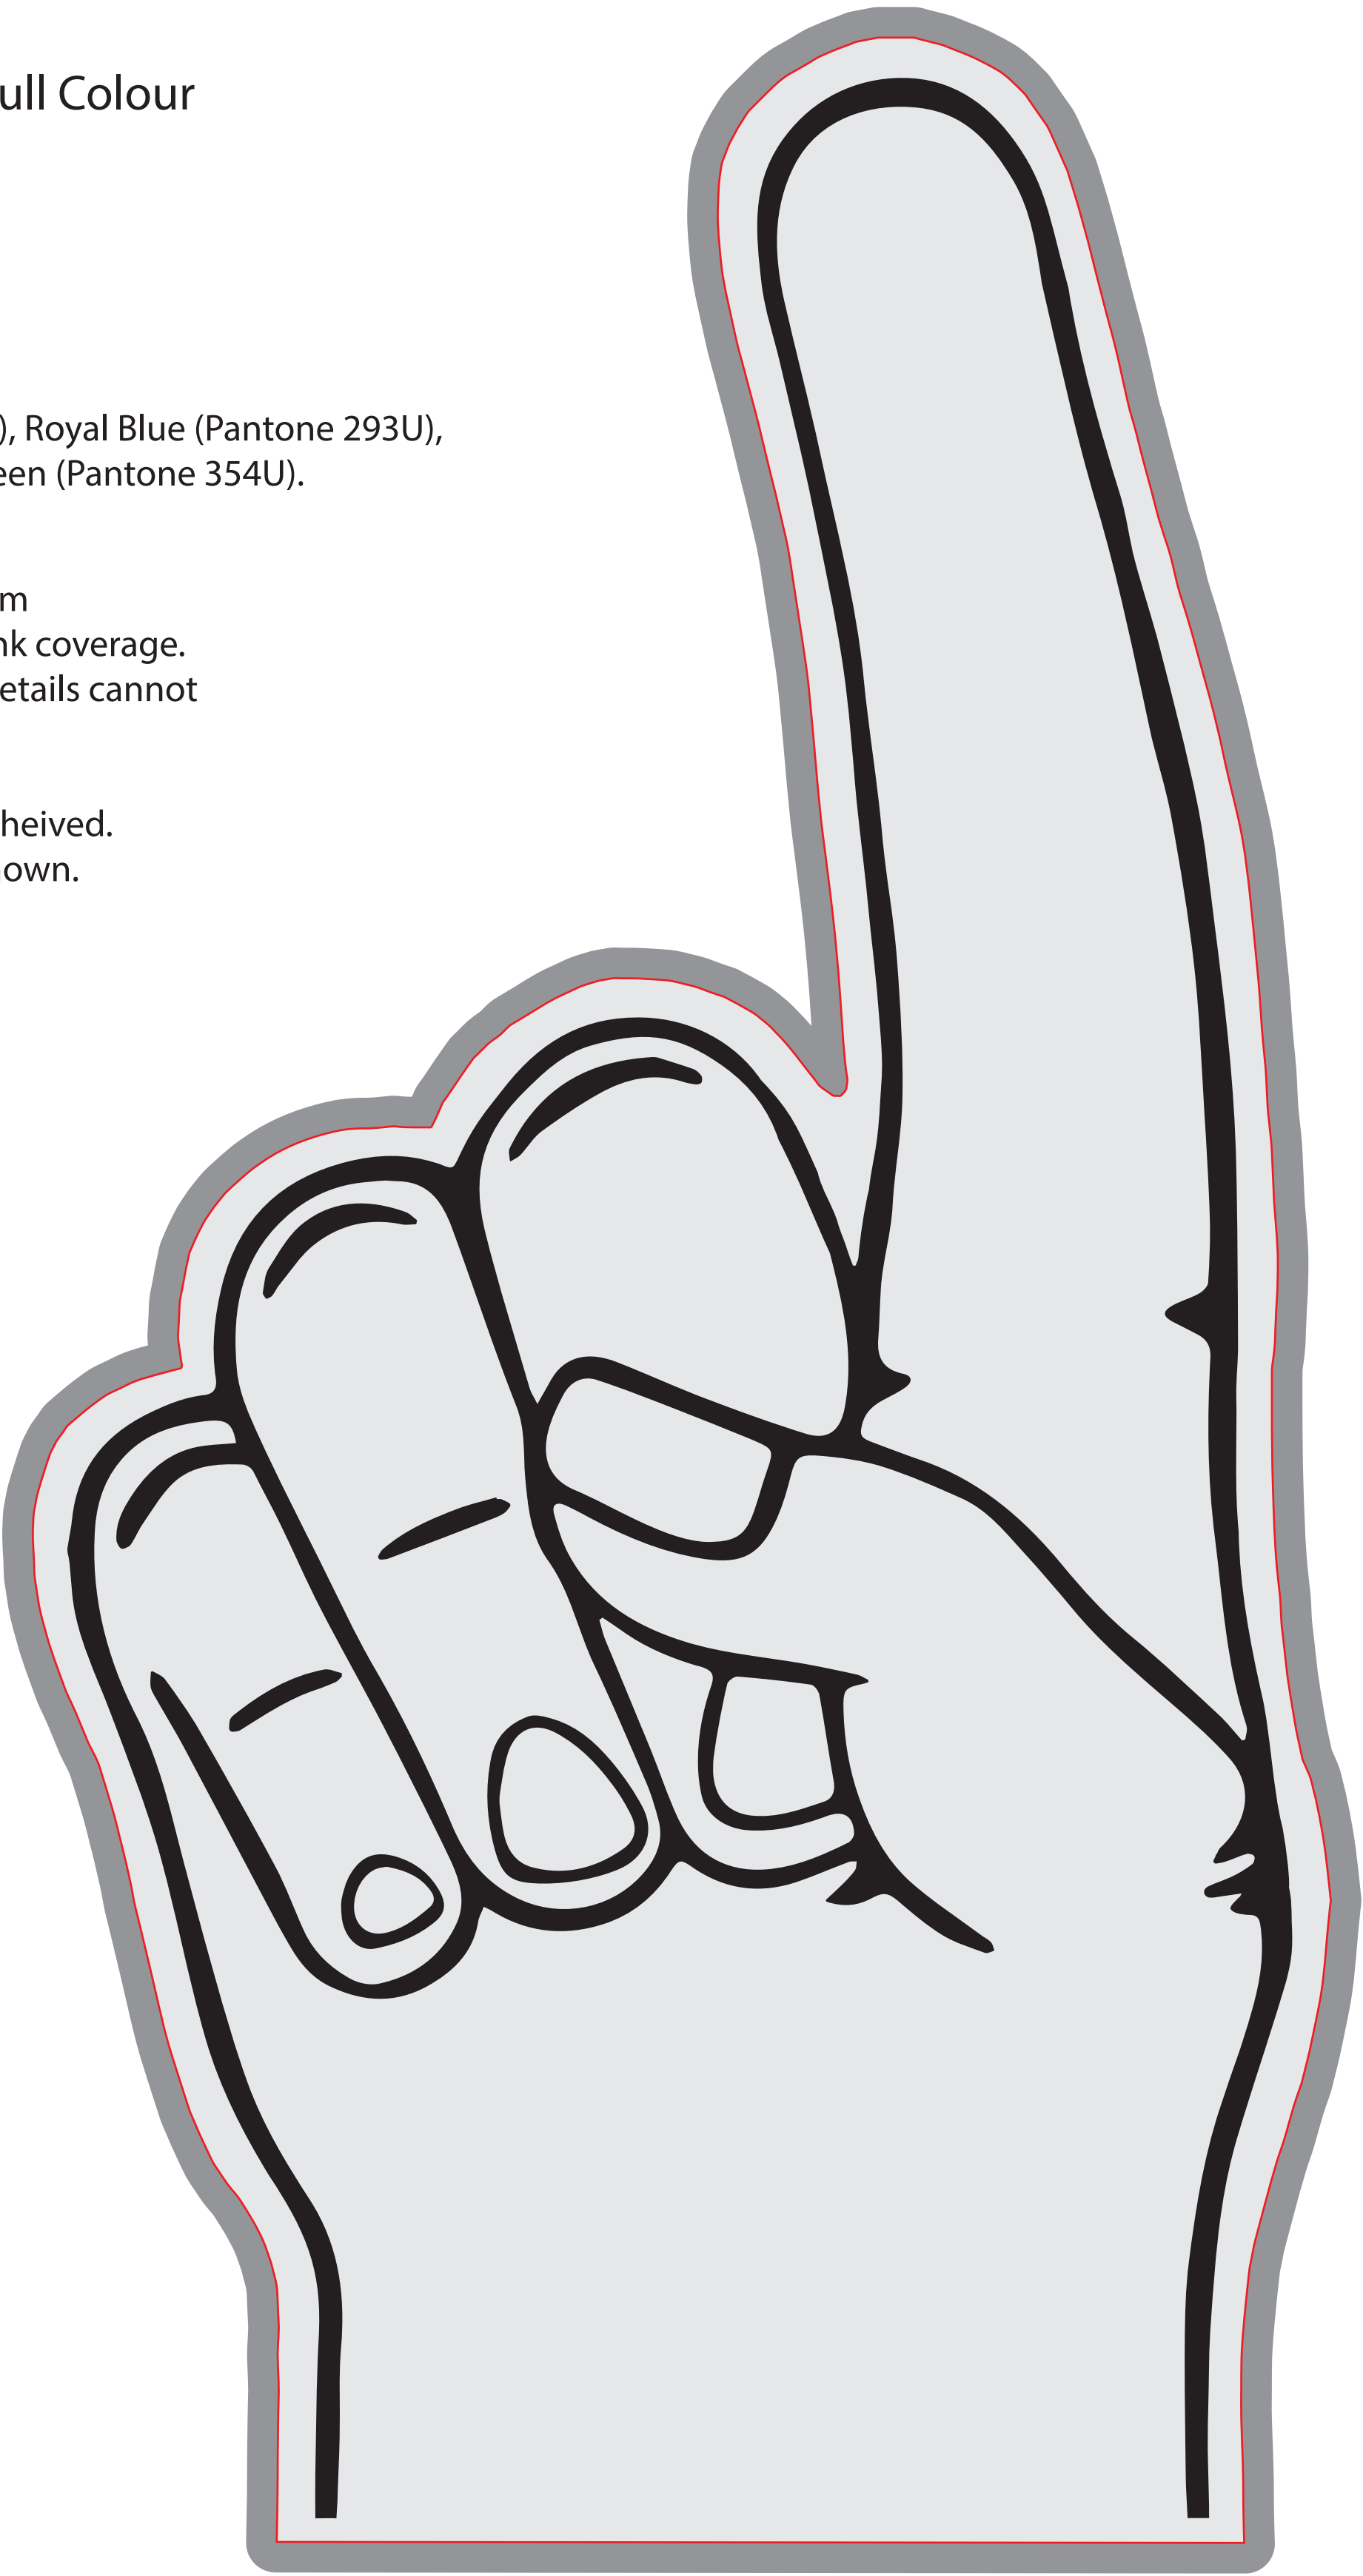 ull Colour
), Royal Blue (Pantone 293U),
een (Pantone 354U).
m
nk coverage.
etails cannot
heived.
own.